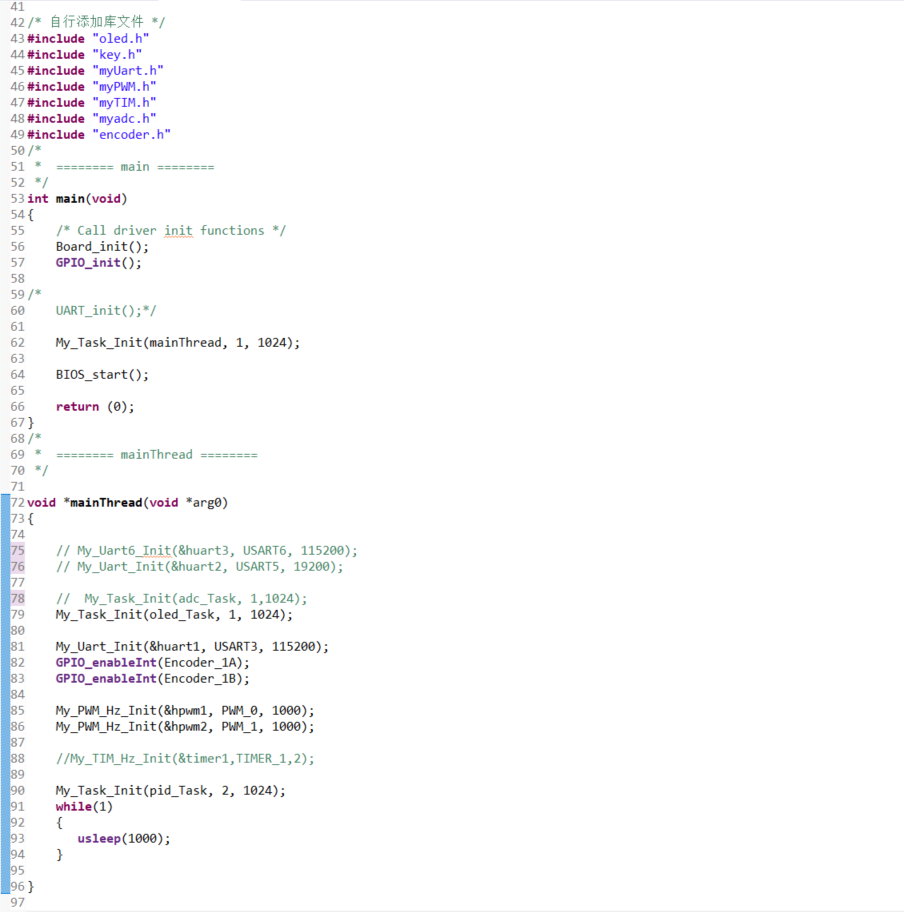 41
42 /* 自行添加库文件 */
43 #include "oled.h"
44 #include "key.h"
45 #include "myUart.h"
46 #include "myPWM.h"
47 #include "myTIM.h"
48 #include "myadc.h"
49 #include "encoder.h"
50 /*
51  *  ======== main ========
52  */
53 int main(void)
54 {
55     /* Call driver init functions */
56     Board_init();
57     GPIO_init();
58
59 /*
60     UART_init();*/
61
62     My_Task_Init(mainThread, 1, 1024);
63
64     BIOS_start();
65
66     return (0);
67 }
68 /*
69  *  ======== mainThread ========
70  */
71
72 void *mainThread(void *arg0)
73 {
74
75     // My_Uart6_Init(&huart3, USART6, 115200);
76     // My_Uart_Init(&huart2, USART5, 19200);
77
78     //  My_Task_Init(adc_Task, 1,1024);
79     My_Task_Init(oled_Task, 1, 1024);
80
81     My_Uart_Init(&huart1, USART3, 115200);
82     GPIO_enableInt(Encoder_1A);
83     GPIO_enableInt(Encoder_1B);
84
85     My_PWM_Hz_Init(&hpwm1, PWM_0, 1000);
86     My_PWM_Hz_Init(&hpwm2, PWM_1, 1000);
87
88     //My_TIM_Hz_Init(&timer1,TIMER_1,2);
89
90     My_Task_Init(pid_Task, 2, 1024);
91     while(1)
92     {
93        usleep(1000);
94     }
95
96 }
97